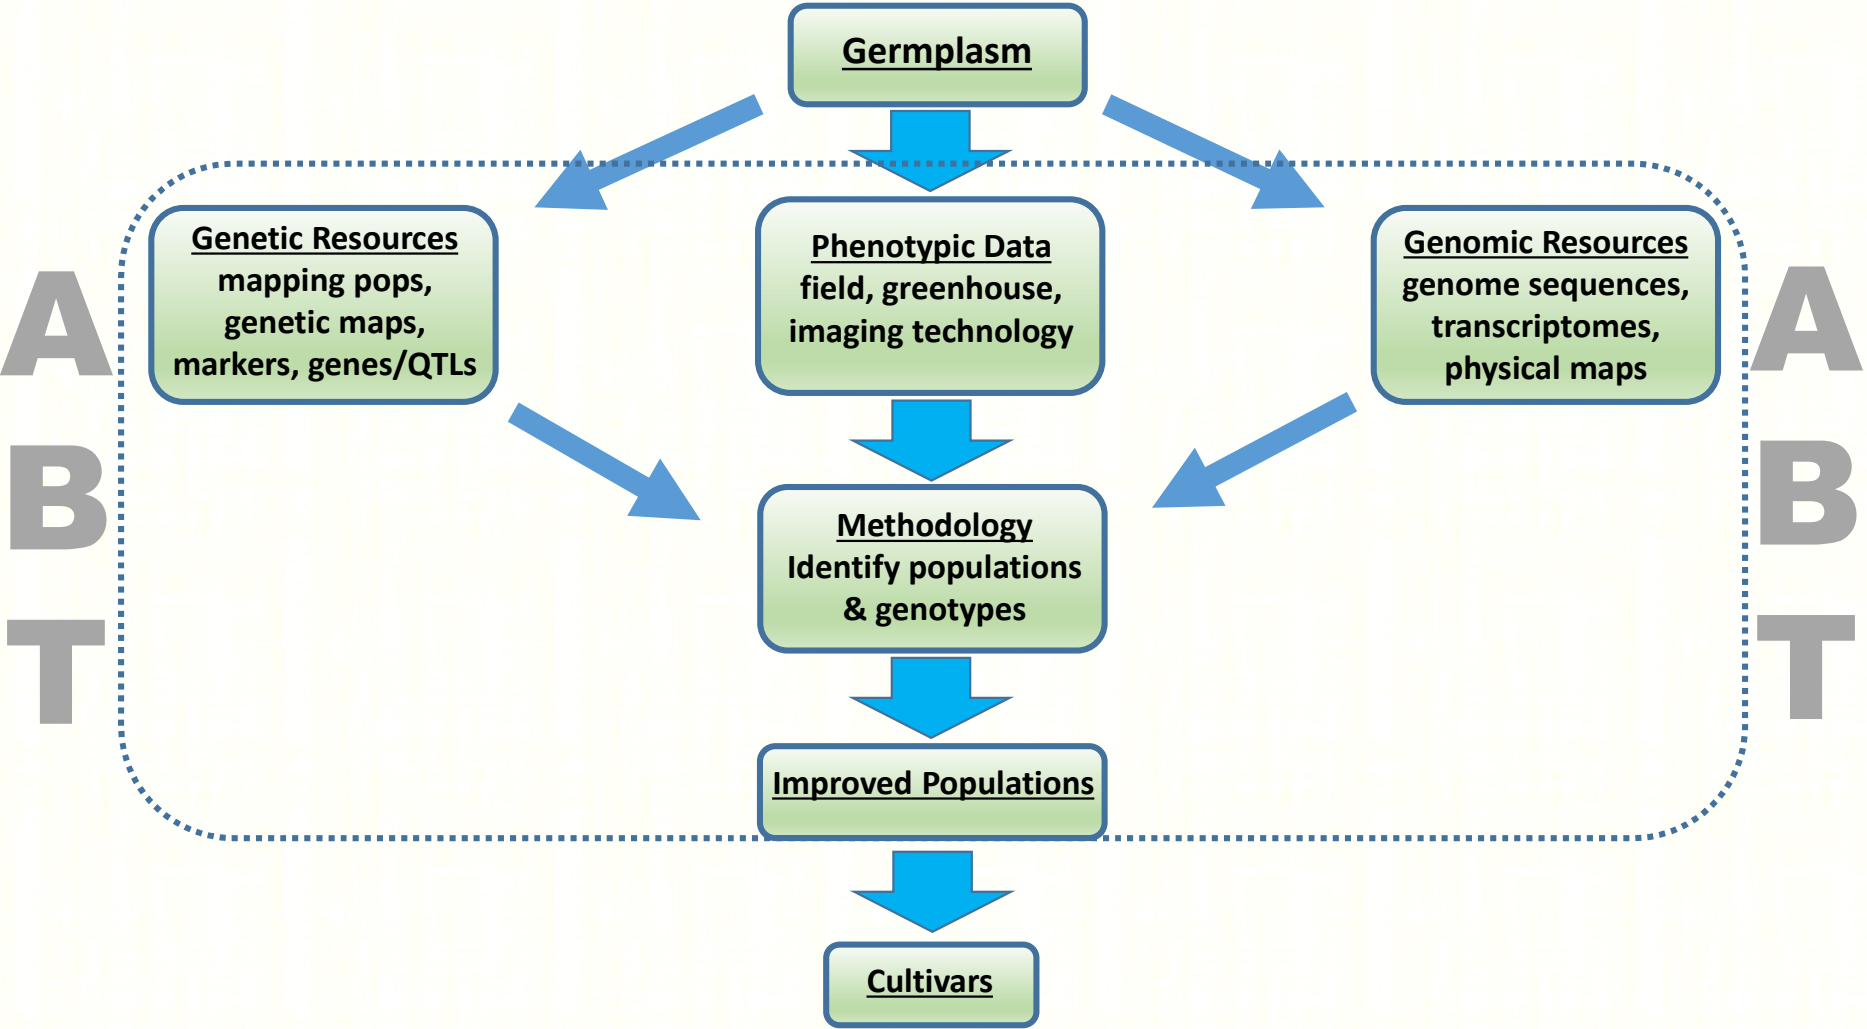 Germplasm
Genetic Resources
mapping pops,
genetic maps,
markers, genes/QTLs
Phenotypic Data
field, greenhouse,
imaging technology
Genomic Resources
genome sequences,
transcriptomes,
physical maps
A
B
T
A
B
T
Methodology
Identify populations
& genotypes
Improved Populations
Cultivars